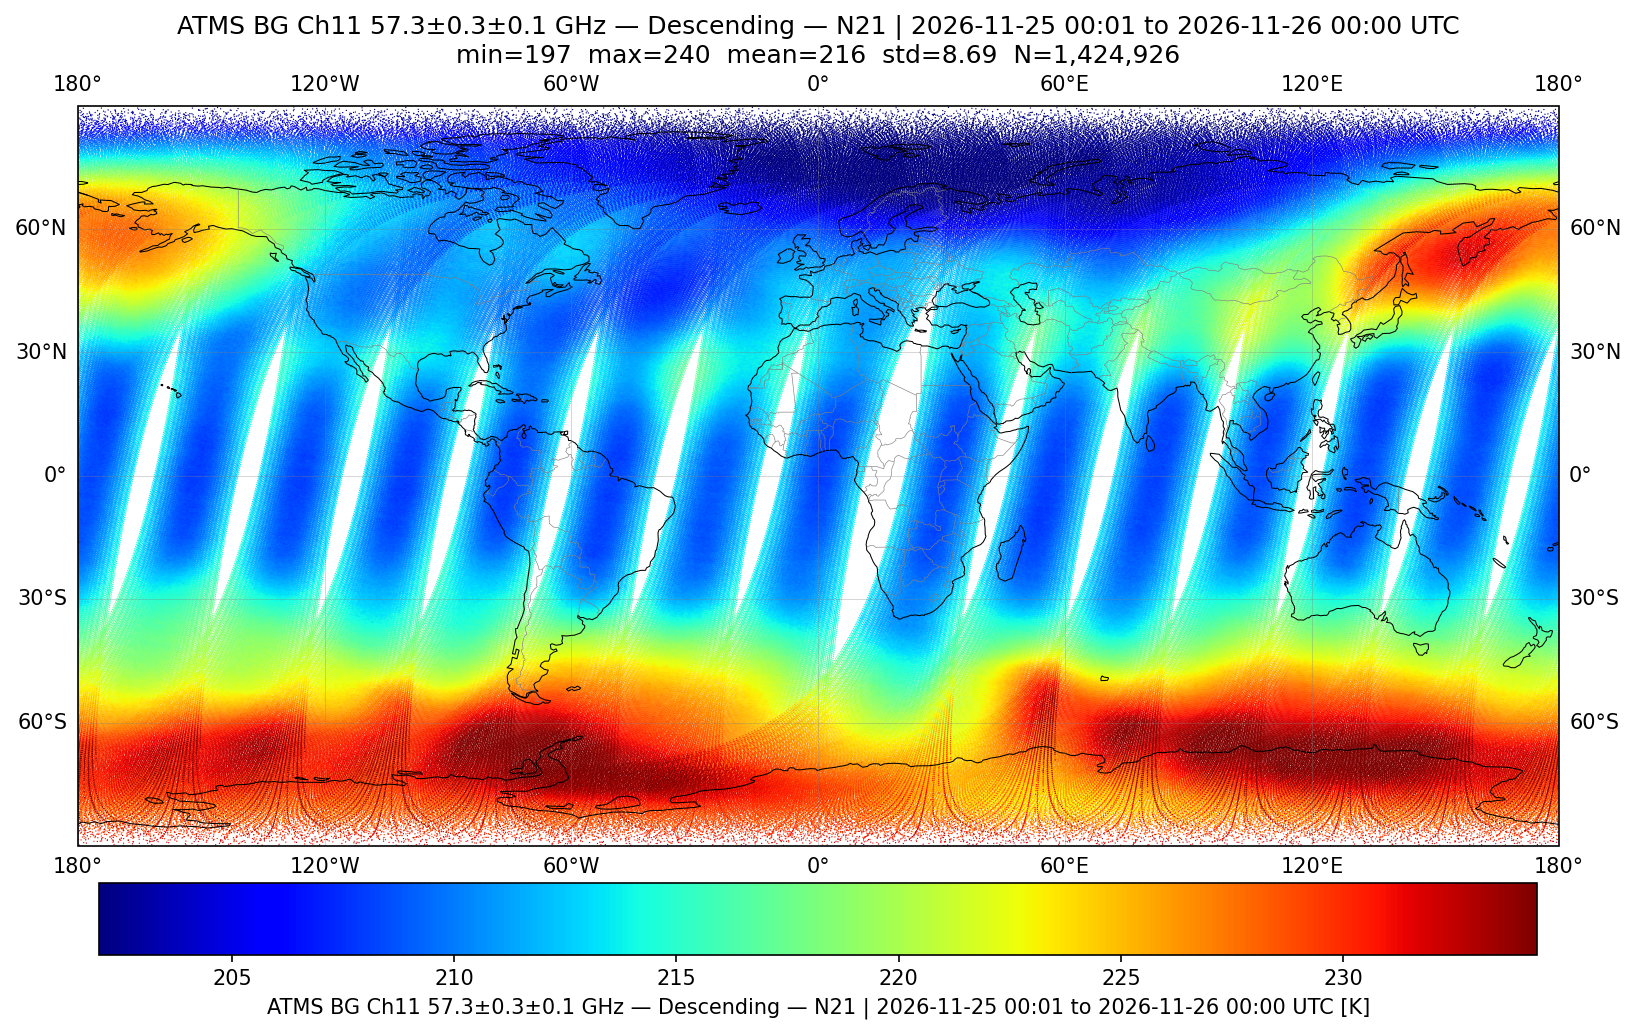 ATMS BG Ch11 57.3±0.3±0.1 GHz — Descending — N21 | 2026-11-25 00:01 to 2026-11-26 00:00 UTC
min=197 max=240 mean=216 std=8.69 N=1,424,926
180° 120°W 60°W 0° 60°E 120°E 180°
60°N 60°N
30°N 30°N
0° 0°
30°S 30°S
60°S 60°S
180° 120°W 60°W 0° 60°E 120°E 180°
205 210 215 220 225 230
ATMS BG Ch11 57.3±0.3±0.1 GHz — Descending — N21 | 2026-11-25 00:01 to 2026-11-26 00:00 UTC [K]